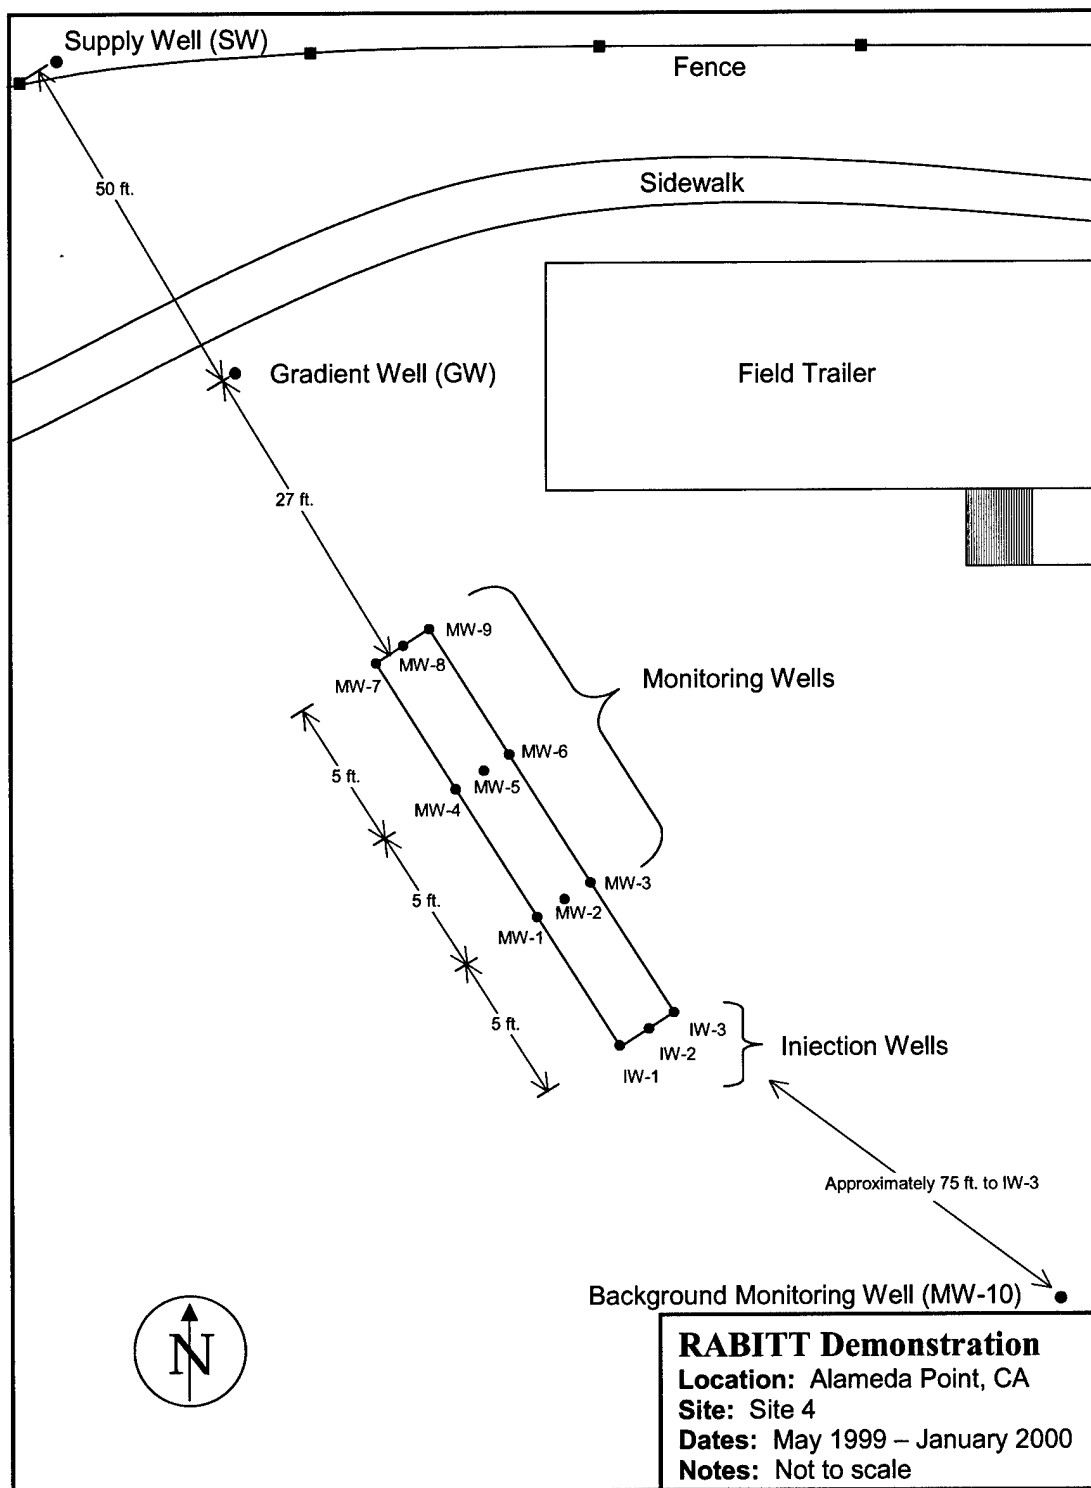 Supply Well (SW)
Fence
50 ft.
Sidewalk
Gradient Well (GW)
Field Trailer
27 ft.
MW-9
MW-8
MW-7
Monitoring Wells
MW-6
5 ft.
MW-5
MW-4
MW-3
5 ft.
MW-2
MW-1
5 ft.
IW-3
IW-2
IW-1
Injection Wells
Approximately 75 ft. to IW-3
Background Monitoring Well (MW-10)
N
RABITT Demonstration
Location: Alameda Point, CA
Site: Site 4
Dates: May 1999 – January 2000
Notes: Not to scale